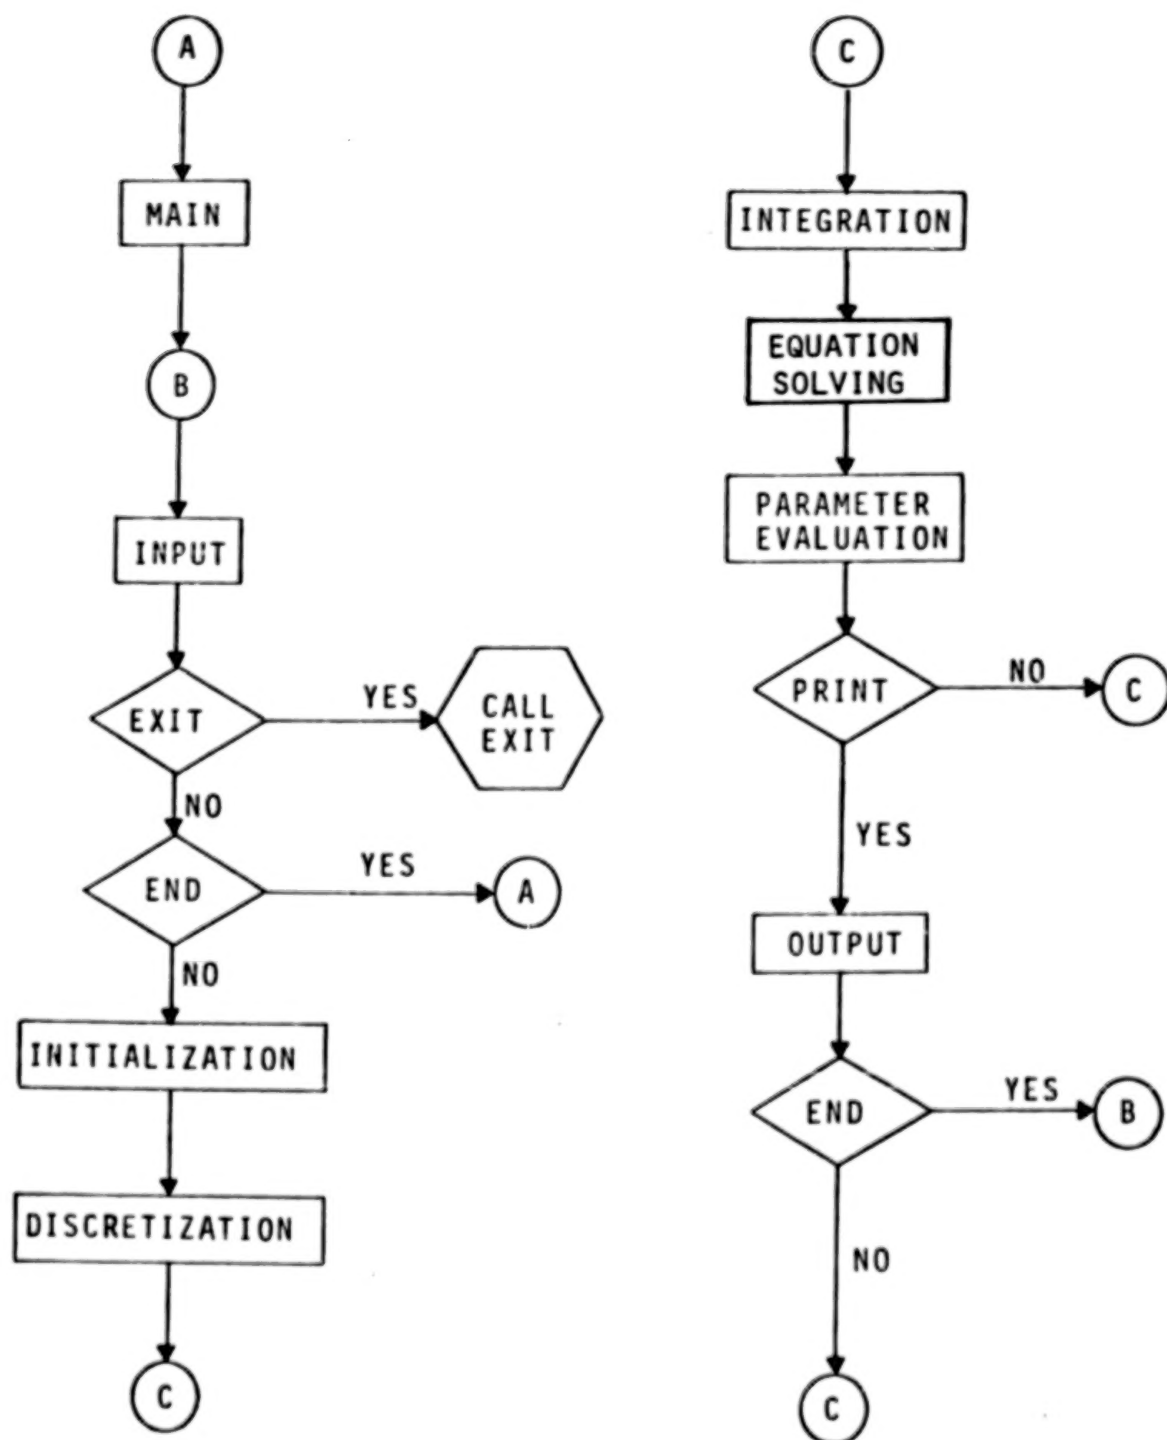 A
MAIN
B
INPUT
EXIT
YES
CALL
EXIT
NO
END
YES
A
NO
INITIALIZATION
DISCRETIZATION
C
C
INTEGRATION
EQUATION
SOLVING
PARAMETER
EVALUATION
PRINT
NO
C
YES
OUTPUT
END
YES
B
NO
C